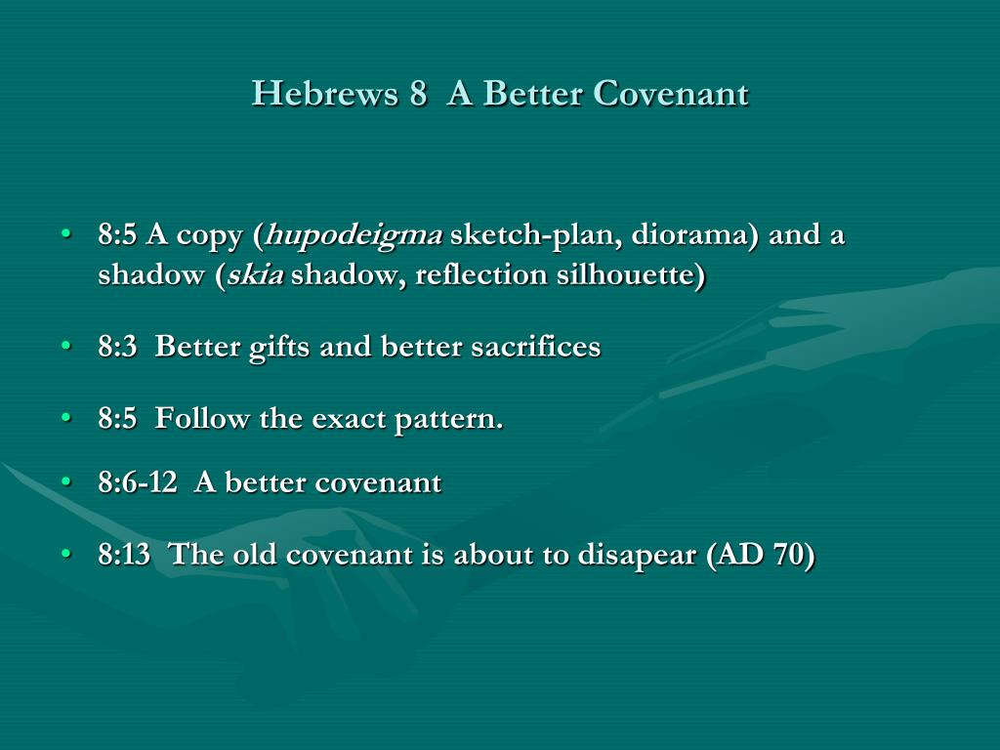 Hebrews 8  A Better Covenant
• 8:5 A copy (hupodeigma sketch-plan, diorama) and a
shadow (skia shadow, reflection silhouette)
• 8:3  Better gifts and better sacrifices
• 8:5  Follow the exact pattern.
• 8:6-12  A better covenant
• 8:13  The old covenant is about to disapear (AD 70)